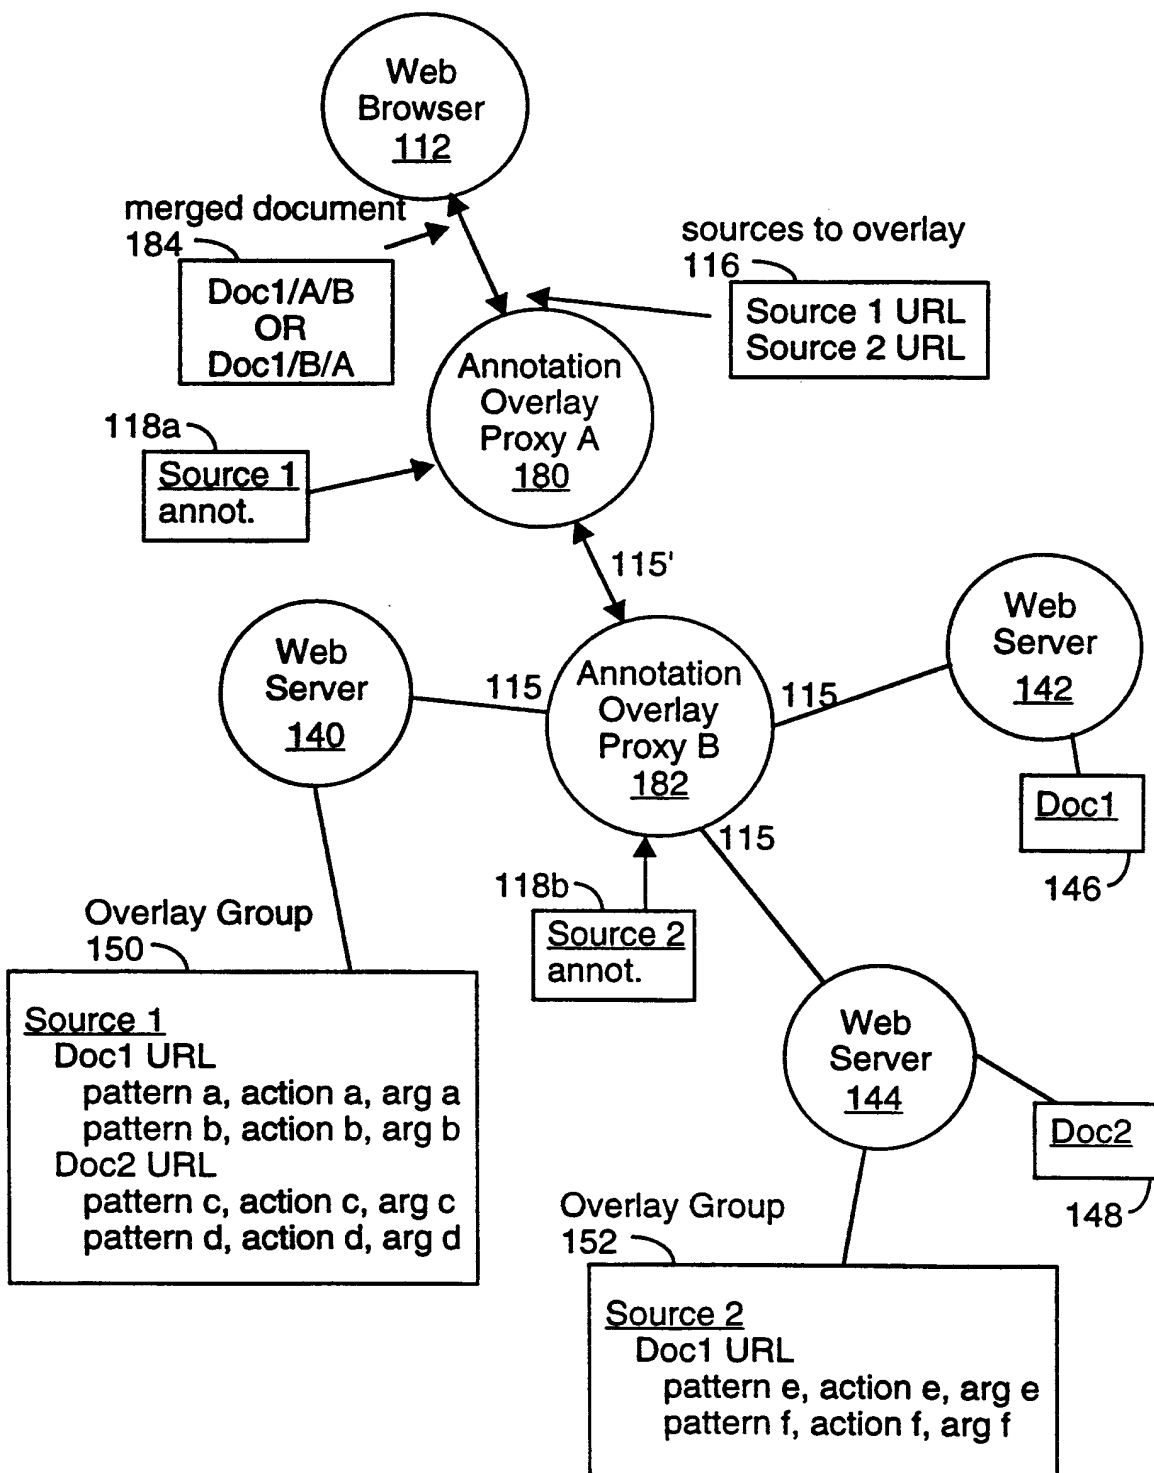 Web
Browser
112
merged document
184
Doc1/A/B
OR
Doc1/B/A
sources to overlay
116
Source 1 URL
Source 2 URL
Annotation
Overlay
Proxy A
180
118a
Source 1
annot.
115'
Web
Server
140
115
Annotation
Overlay
Proxy B
182
115
Web
Server
142
Doc1
146
115
118b
Source 2
annot.
Overlay Group
150
Source 1
Doc1 URL
pattern a, action a, arg a
pattern b, action b, arg b
Doc2 URL
pattern c, action c, arg c
pattern d, action d, arg d
Web
Server
144
Doc2
148
Overlay Group
152
Source 2
Doc1 URL
pattern e, action e, arg e
pattern f, action f, arg f